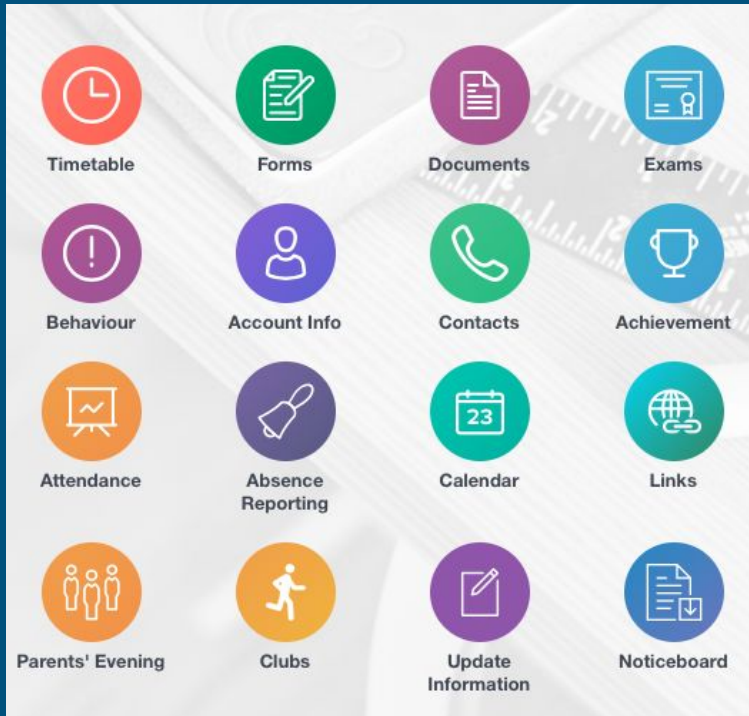 Timetable
Forms
Documents
Exams
Behaviour
Account Info
Contacts
Achievement
Attendance
Absence
Reporting
23
Calendar
Links
Parents' Evening
Clubs
Update
Information
Noticeboard